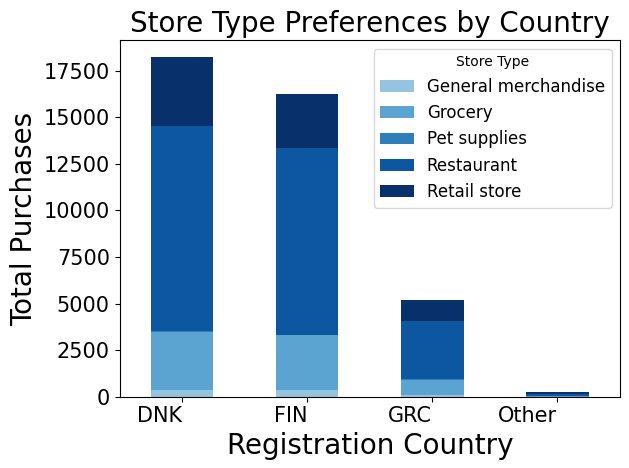 Store Type Preferences by Country
Total Purchases
17500
15000
12500
10000
7500
5000
2500
0
Store Type
General merchandise
Grocery
Pet supplies
Restaurant
Retail store
DNK FIN GRC Other
Registration Country